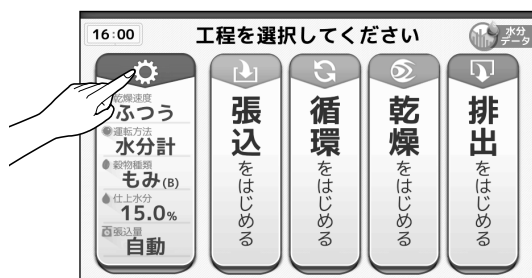 16:00
工程を選択してください
水分
データ
乾燥速度
ふつう
運転方法
水分計
穀物種類
もみ(B)
仕上水分
15.0%
張込量
自動
張込をはじめる
循環をはじめる
乾燥をはじめる
排出をはじめる